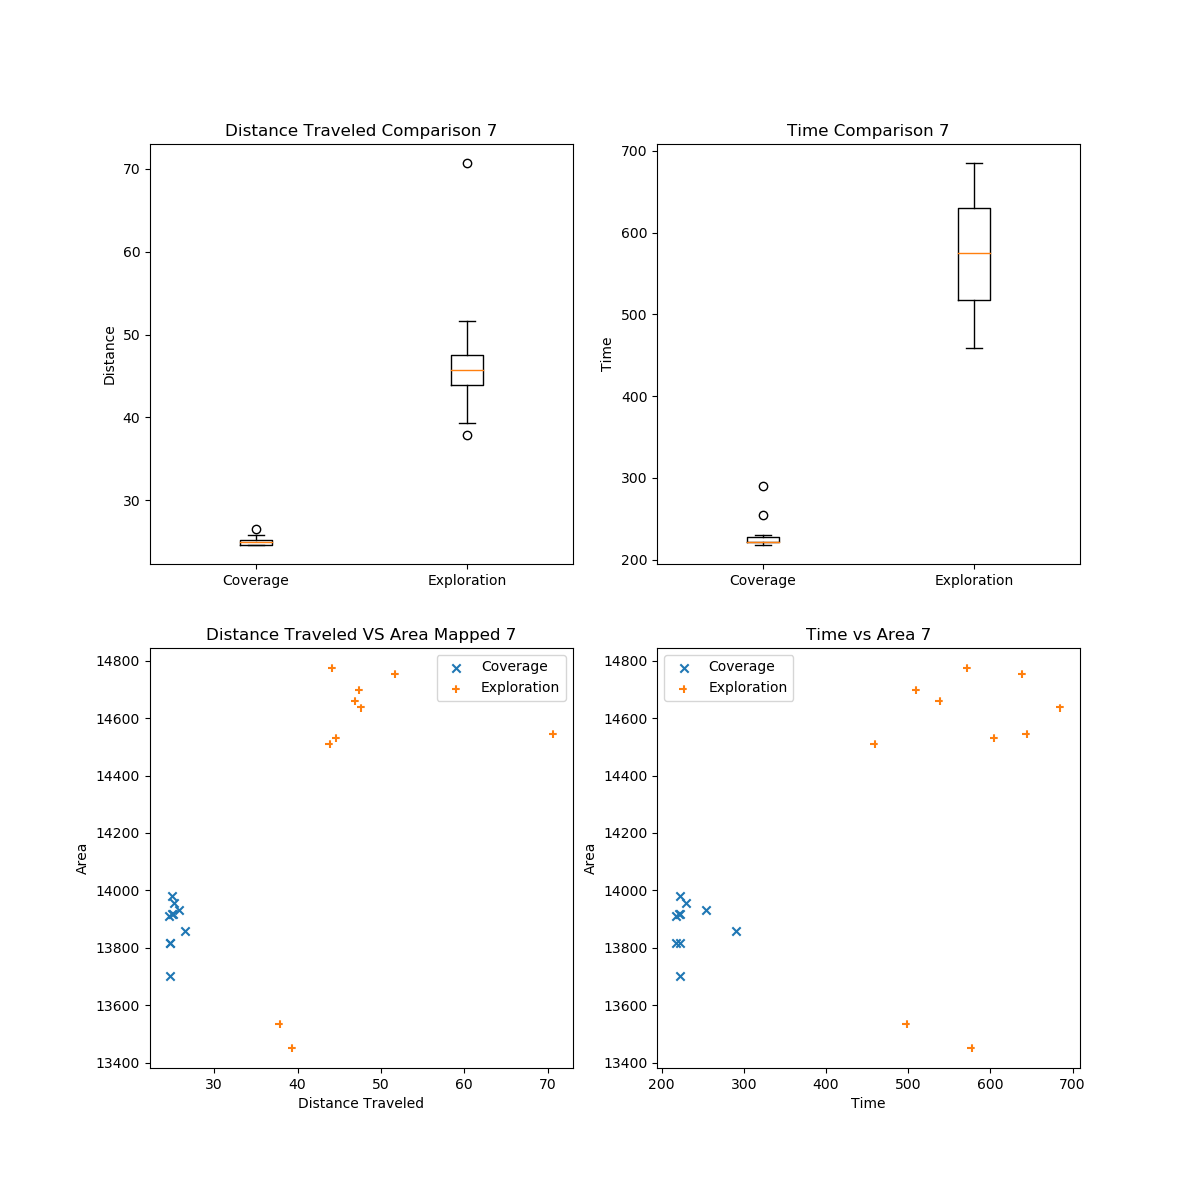 Distance Traveled Comparison 7
70
60
50
40
30
Distance
Coverage
Exploration
Time Comparison 7
700
600
500
400
300
200
Time
Coverage
Exploration
Distance Traveled VS Area Mapped 7
14800
14600
14400
14200
14000
13800
13600
13400
Area
Coverage
Exploration
30
40
50
60
70
Distance Traveled
Time vs Area 7
14800
14600
14400
14200
14000
13800
13600
13400
Area
Coverage
Exploration
200
300
400
500
600
700
Time